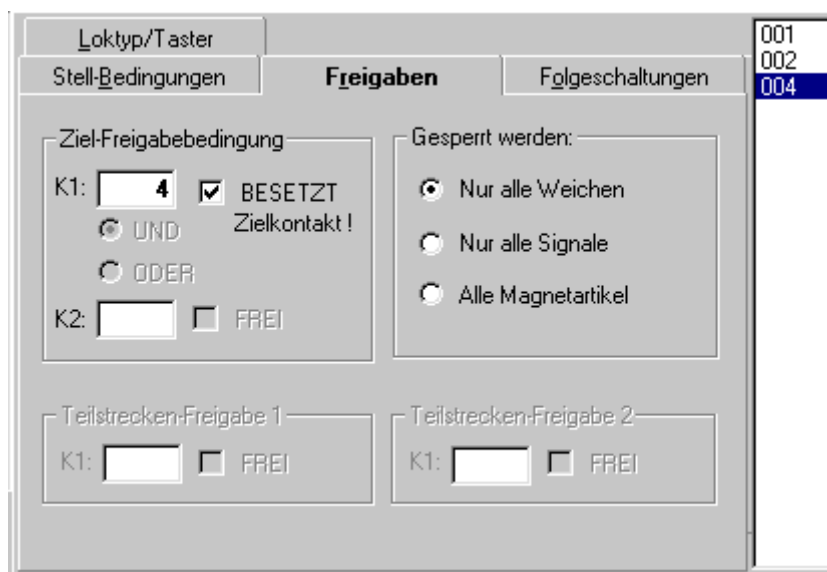 Loktyp/Taster
Stell-Bedingungen Freigaben Folgeschaltungen
Ziel-Freigabebedingung
K1: 4 BESETZT
Zielkontakt !
UND
ODER
K2: FREI
Gesperrt werden:
Nur alle Weichen
Nur alle Signale
Alle Magnetartikel
Teilstrecken-Freigabe 1
K1: FREI
Teilstrecken-Freigabe 2
K1: FREI
001
002
004